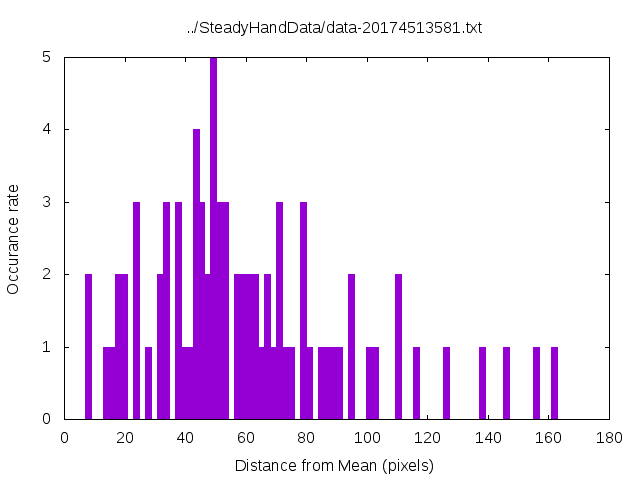 ../SteadyHandData/data-20174513581.txt
5
4
3
2
1
0
Occurance rate
0 20 40 60 80 100 120 140 160 180
Distance from Mean (pixels)